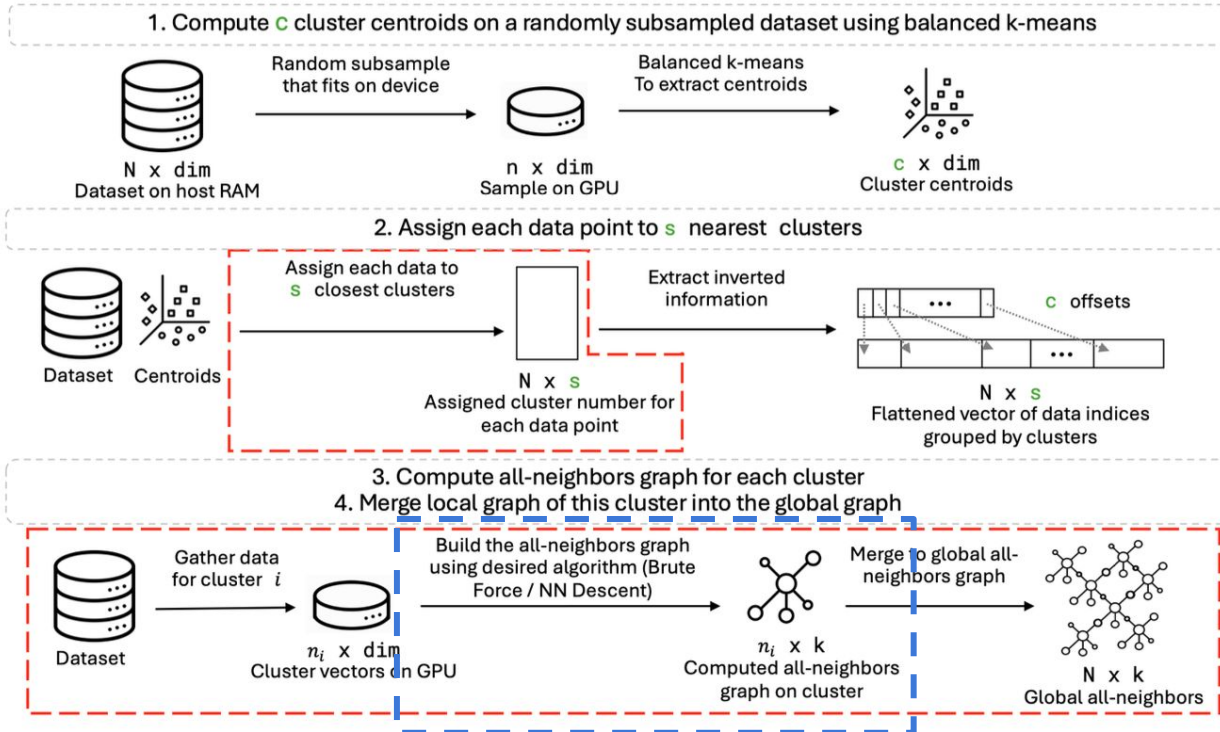 1. Compute c cluster centroids on a randomly subsampled dataset using balanced k-means
Random subsample
that fits on device
Balanced k-means
To extract centroids
N x dim
Dataset on host RAM
n x dim
Sample on GPU
c x dim
Cluster centroids
2. Assign each data point to s nearest clusters
Assign each data to
s closest clusters
Extract inverted
information
•••
c offsets
•••
Dataset
Centroids
N x s
Assigned cluster number for
each data point
N x s
Flattened vector of data indices
grouped by clusters
3. Compute all-neighbors graph for each cluster
4. Merge local graph of this cluster into the global graph
Gather data
for cluster i
Build the all-neighbors graph
using desired algorithm (Brute
Force / NN Descent)
Merge to global all-
neighbors graph
Dataset
nᵢ x dim
Cluster vectors on GPU
nᵢ x k
Computed all-neighbors
graph on cluster
N x k
Global all-neighbors